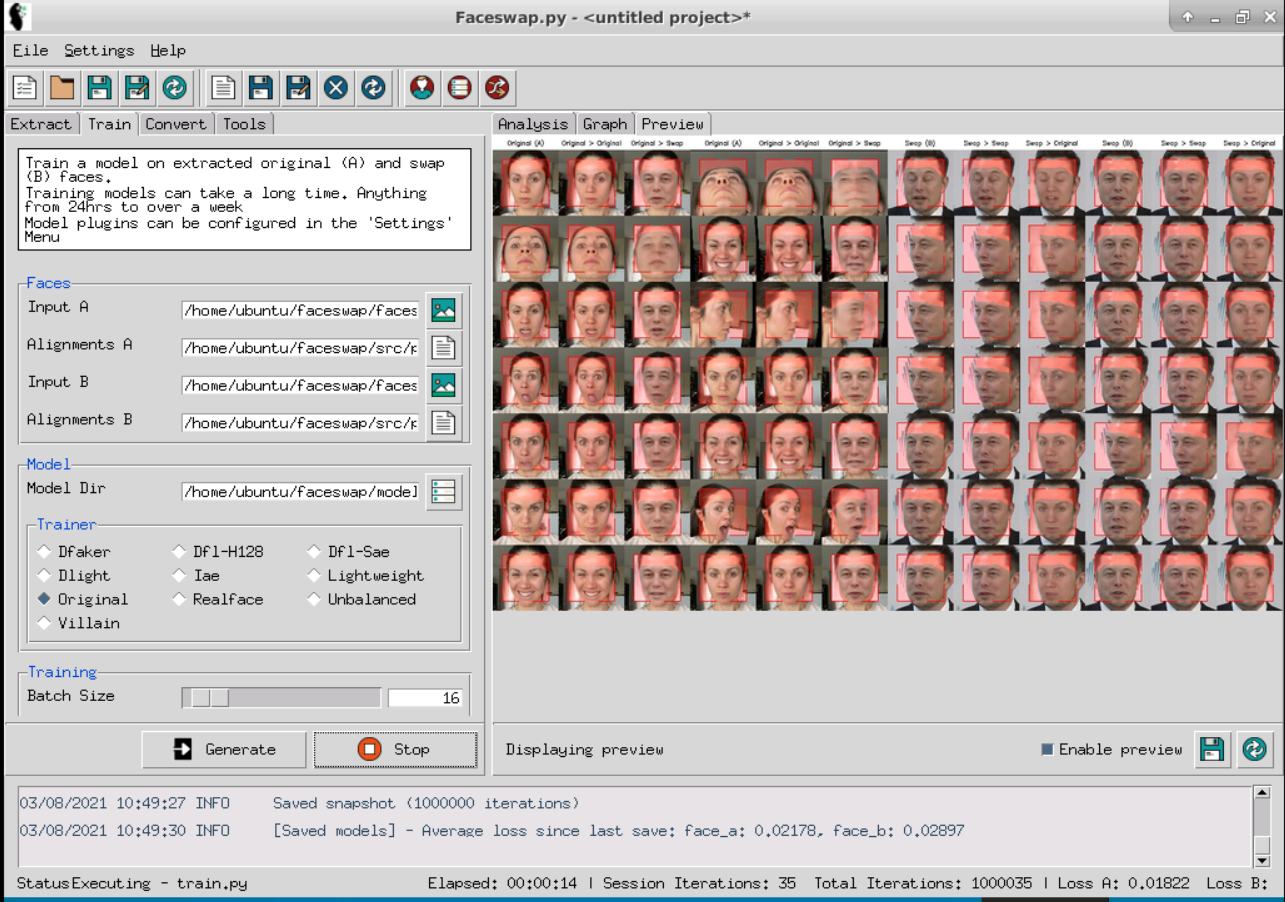 Faceswap.py - <untitled project>*
File Settings Help
Extract Train Convert Tools
Train a model on extracted original (A) and swap
(B) faces.
Training models can take a long time. Anything
from 24hrs to over a week
Model plugins can be configured in the 'Settings'
Menu
Faces
Input A /home/ubuntu/faceswap/faces
Alignments A /home/ubuntu/faceswap/src/p
Input B /home/ubuntu/faceswap/faces
Alignments B /home/ubuntu/faceswap/src/p
Model
Model Dir /home/ubuntu/faceswap/model
Trainer
Dfaker Dfl-H128 Dfl-Sae
Dlight Iae Lightweight
Original Realface Unbalanced
Villain
Training
Batch Size 16
Generate Stop
Analysis Graph Preview
Original (A) Original > Original Original > Swap Original (A) Original > Original Original > Swap Swap (B) Swap > Swap Swap > Original Swap (B) Swap > Swap Swap > Original
Displaying preview Enable preview
03/08/2021 10:49:27 INFO Saved snapshot (1000000 iterations)
03/08/2021 10:49:30 INFO [Saved models] - Average loss since last save: face_a: 0.02178, face_b: 0.02897
Status Executing - train.py Elapsed: 00:00:14 | Session Iterations: 35 Total Iterations: 1000035 | Loss A: 0.01822 Loss B: